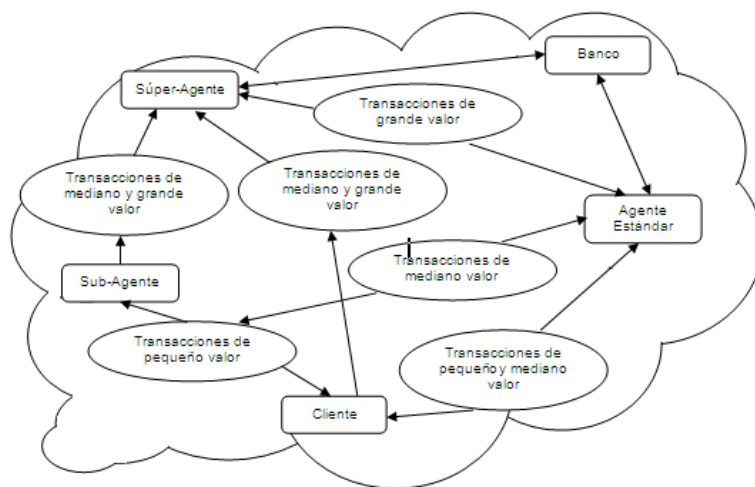 Banco
Súper-Agente
Transacciones de
grande valor
Transacciones de
mediano y grande
valor
Transacciones de
mediano y grande
valor
Agente
Estándar
Transacciones de
mediano valor
Sub-Agente
Transacciones de
pequeño valor
Transacciones de
pequeño y mediano
valor
Cliente